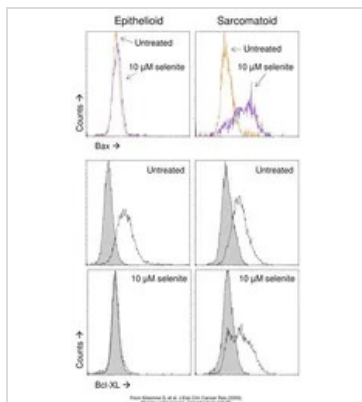 Epithelioid
Sarcomatoid
Untreated
10 µM selenite
Untreated
10 µM selenite
Counts →
Bax →
Untreated
Untreated
10 µM selenite
10 µM selenite
Counts →
Bcl-XL →